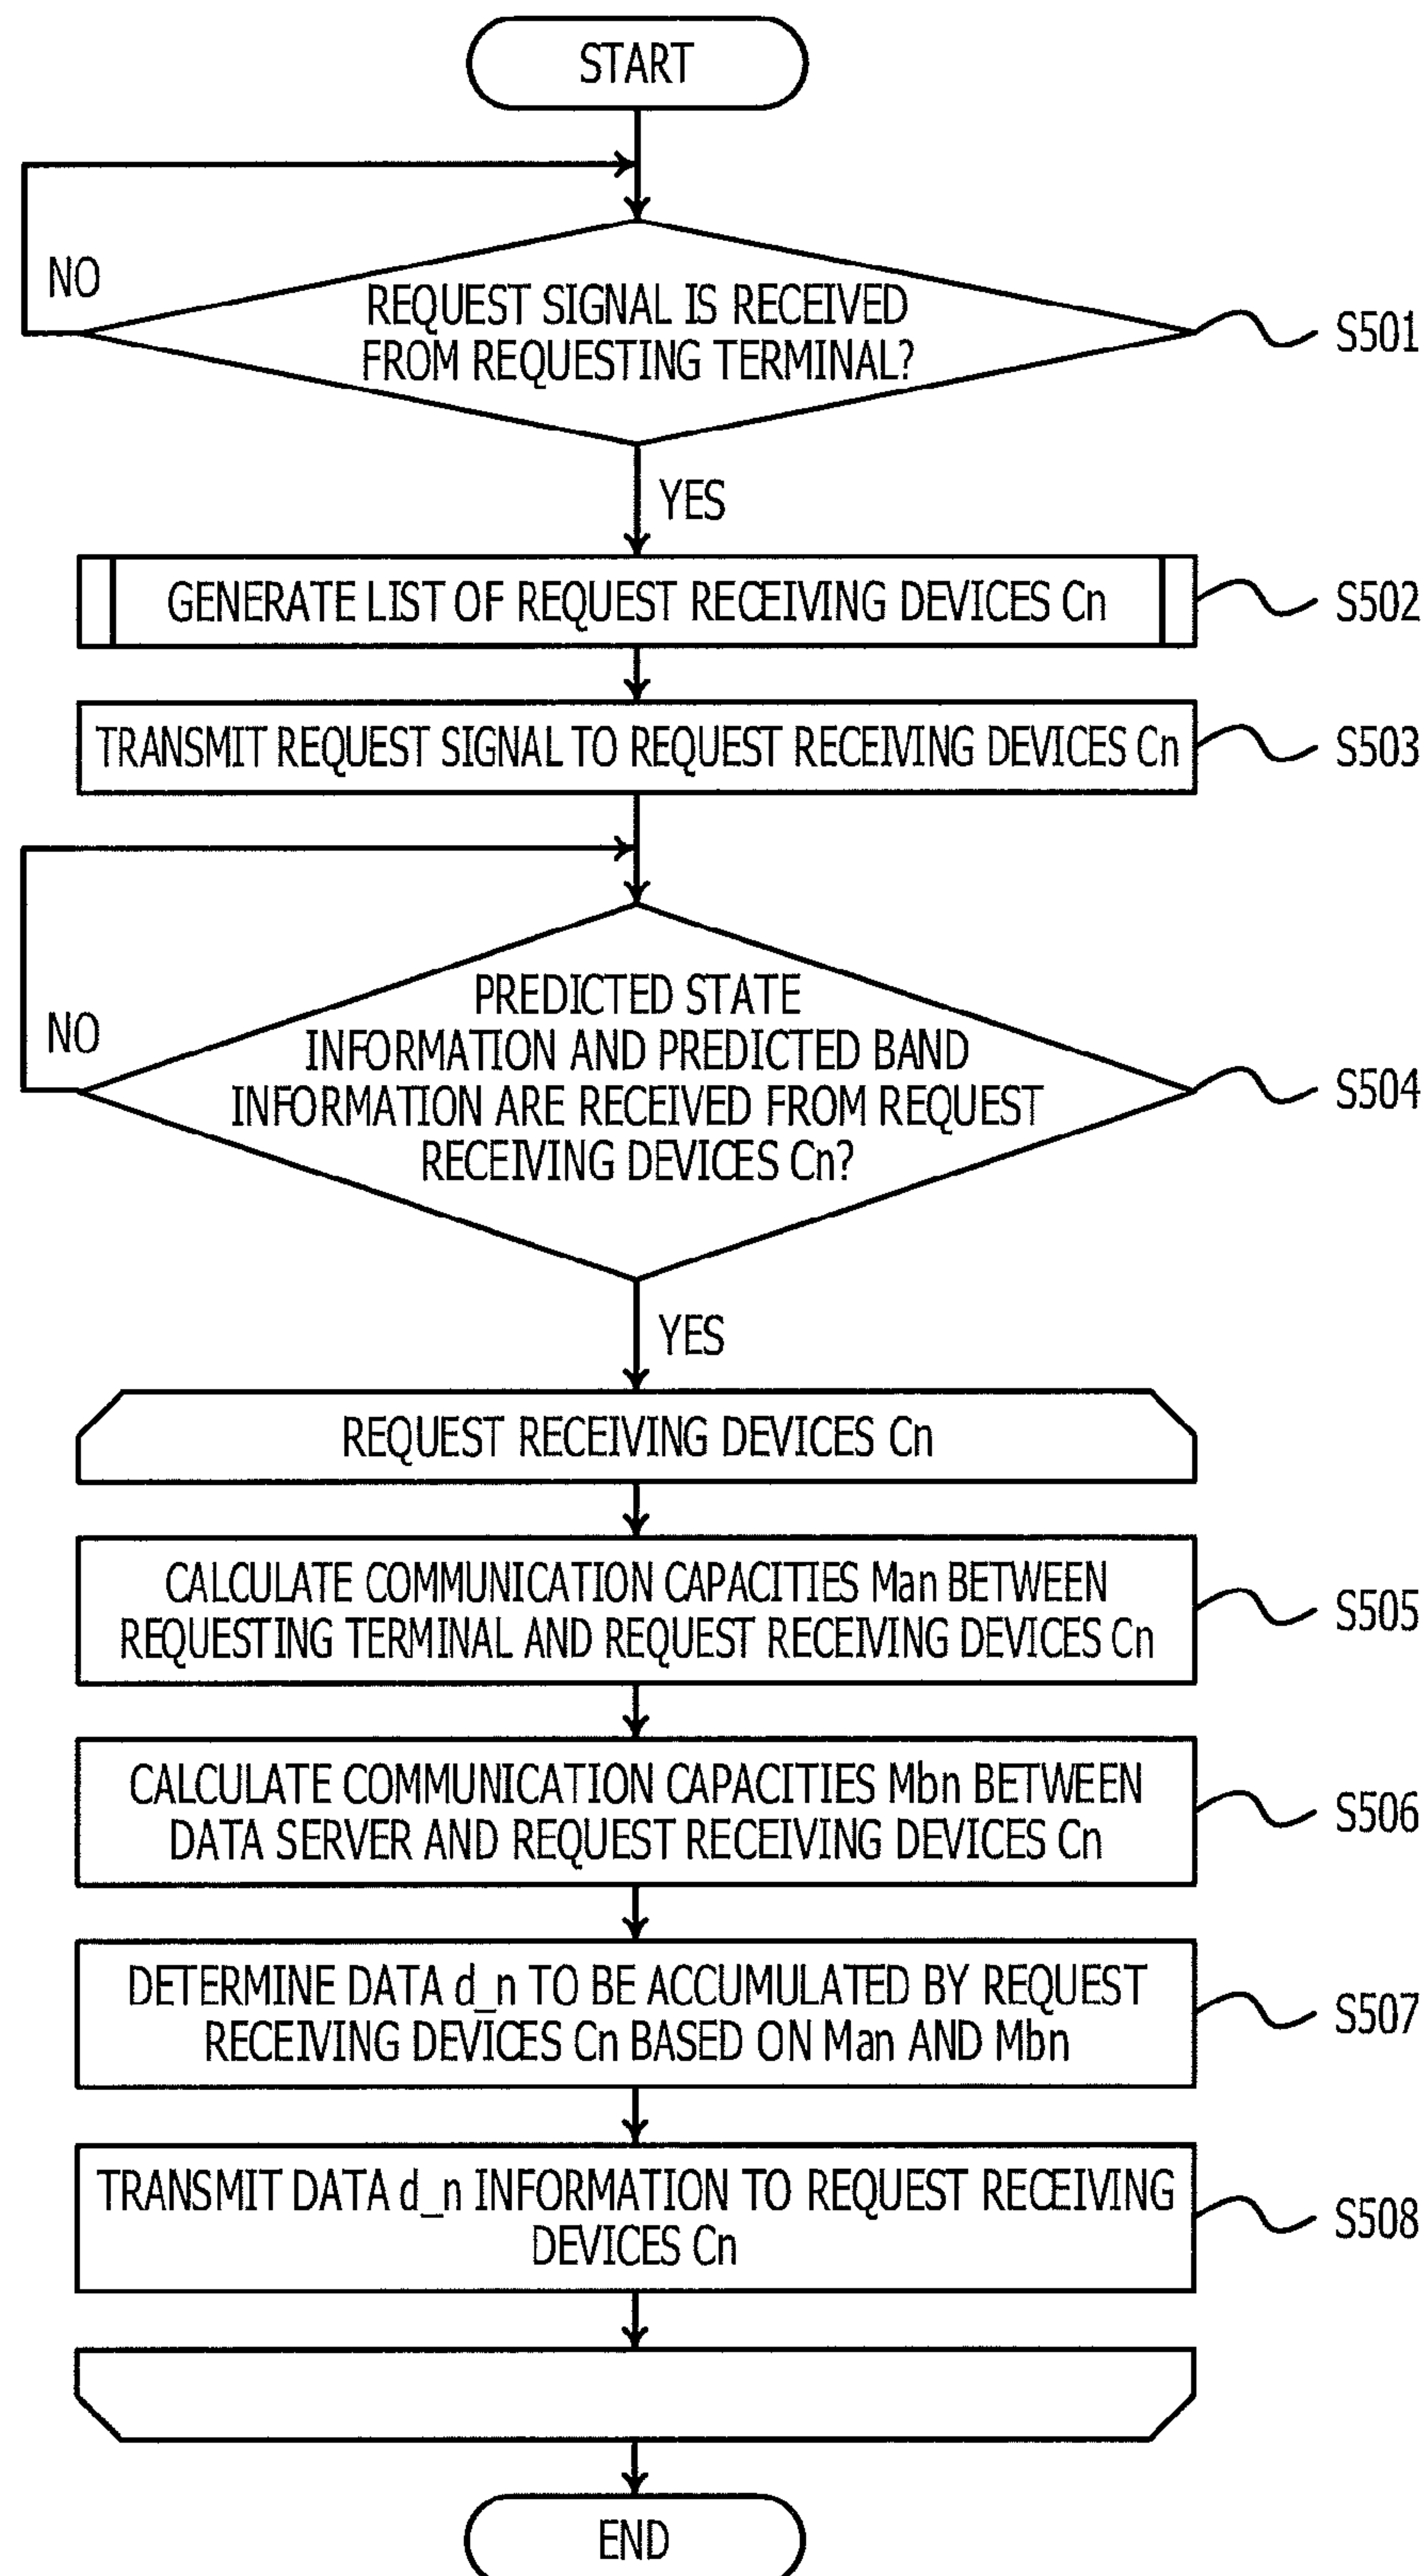 START
NO
REQUEST SIGNAL IS RECEIVED
FROM REQUESTING TERMINAL?
S501
YES
GENERATE LIST OF REQUEST RECEIVING DEVICES Cn
S502
TRANSMIT REQUEST SIGNAL TO REQUEST RECEIVING DEVICES Cn
S503
NO
PREDICTED STATE
INFORMATION AND PREDICTED BAND
INFORMATION ARE RECEIVED FROM REQUEST
RECEIVING DEVICES Cn?
S504
YES
REQUEST RECEIVING DEVICES Cn
CALCULATE COMMUNICATION CAPACITIES Man BETWEEN
REQUESTING TERMINAL AND REQUEST RECEIVING DEVICES Cn
S505
CALCULATE COMMUNICATION CAPACITIES Mbn BETWEEN
DATA SERVER AND REQUEST RECEIVING DEVICES Cn
S506
DETERMINE DATA d_n TO BE ACCUMULATED BY REQUEST
RECEIVING DEVICES Cn BASED ON Man AND Mbn
S507
TRANSMIT DATA d_n INFORMATION TO REQUEST RECEIVING
DEVICES Cn
S508
END